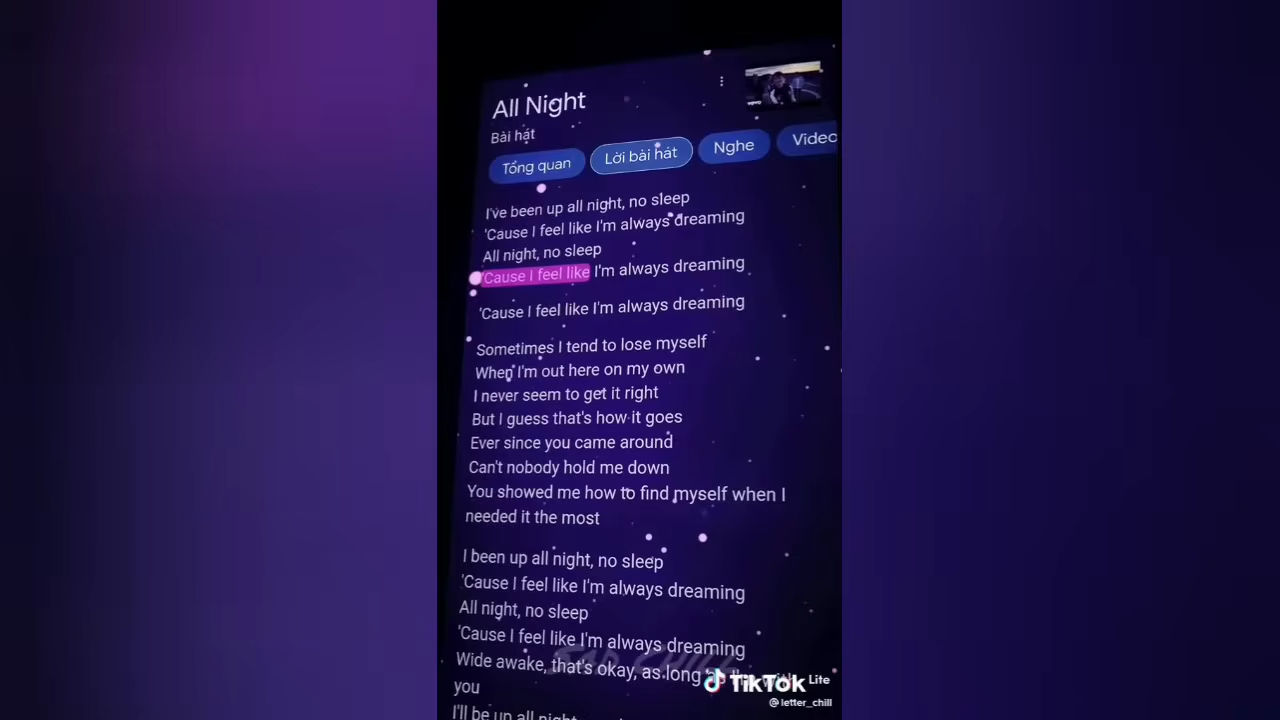 All Night
Bài hát
Tổng quan
Lời bài hát
Nghe
Video
I've been up all night, no sleep
'Cause I feel like I'm always dreaming
All night, no sleep
'Cause I feel like I'm always dreaming
'Cause I feel like I'm always dreaming
Sometimes I tend to lose myself
When I'm out here on my own
I never seem to get it right
But I guess that's how it goes
Ever since you came around
Can't nobody hold me down
You showed me how to find myself when I
needed it the most
I been up all night, no sleep
'Cause I feel like I'm always dreaming
All night, no sleep
'Cause I feel like I'm always dreaming
Wide awake, that's okay, as long
you
I'll be up all night
TikTok Lite
@letter_chill